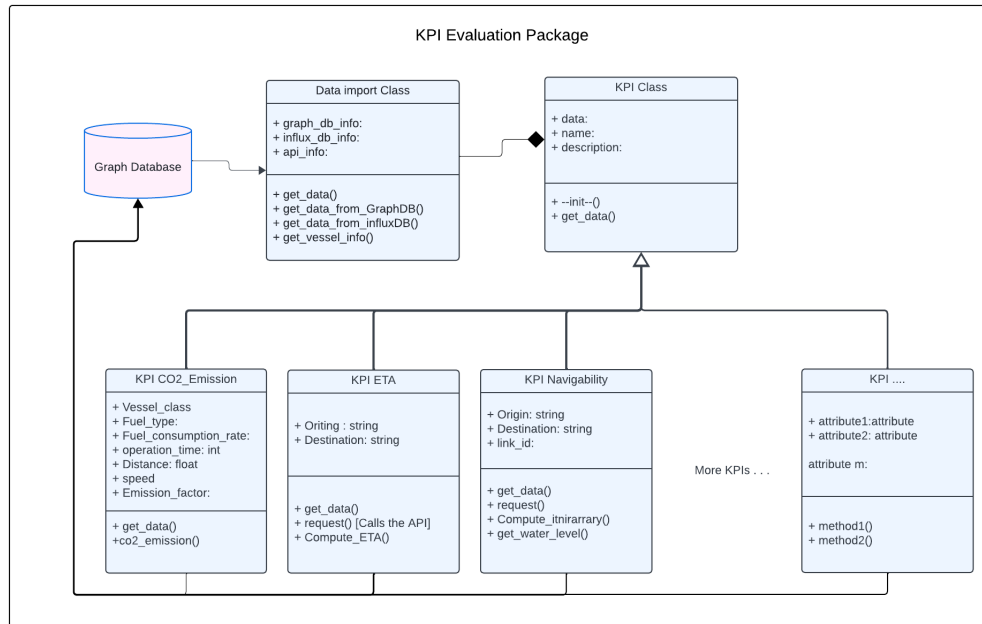 KPI Evaluation Package
Graph Database
Data import Class
+ graph_db_info:
+ influx_db_info:
+ api_info:
+ get_data()
+ get_data_from_GraphDB()
+ get_data_from_influxDB()
+ get_vessel_info()
KPI Class
+ data:
+ name:
+ description:
+ --init--()
+ get_data()
KPI CO2_Emission
+ Vessel_class
+ Fuel_type:
+ Fuel_consumption_rate:
+ operation_time: int
+ Distance: float
+ speed
+ Emission_factor:
+ get_data()
+co2_emission()
KPI ETA
+ Oriting : string
+ Destination: string
+ get_data()
+ request() [Calls the API]
+ Compute_ETA()
KPI Navigability
+ Origin: string
+ Destination: string
+ link_id:
+ get_data()
+ request()
+ Compute_itnirarrary()
+ get_water_level()
More KPIs . . .
KPI ....
+ attribute1:attribute
+ attribute2: attribute
attribute m:
+ method1()
+ method2()